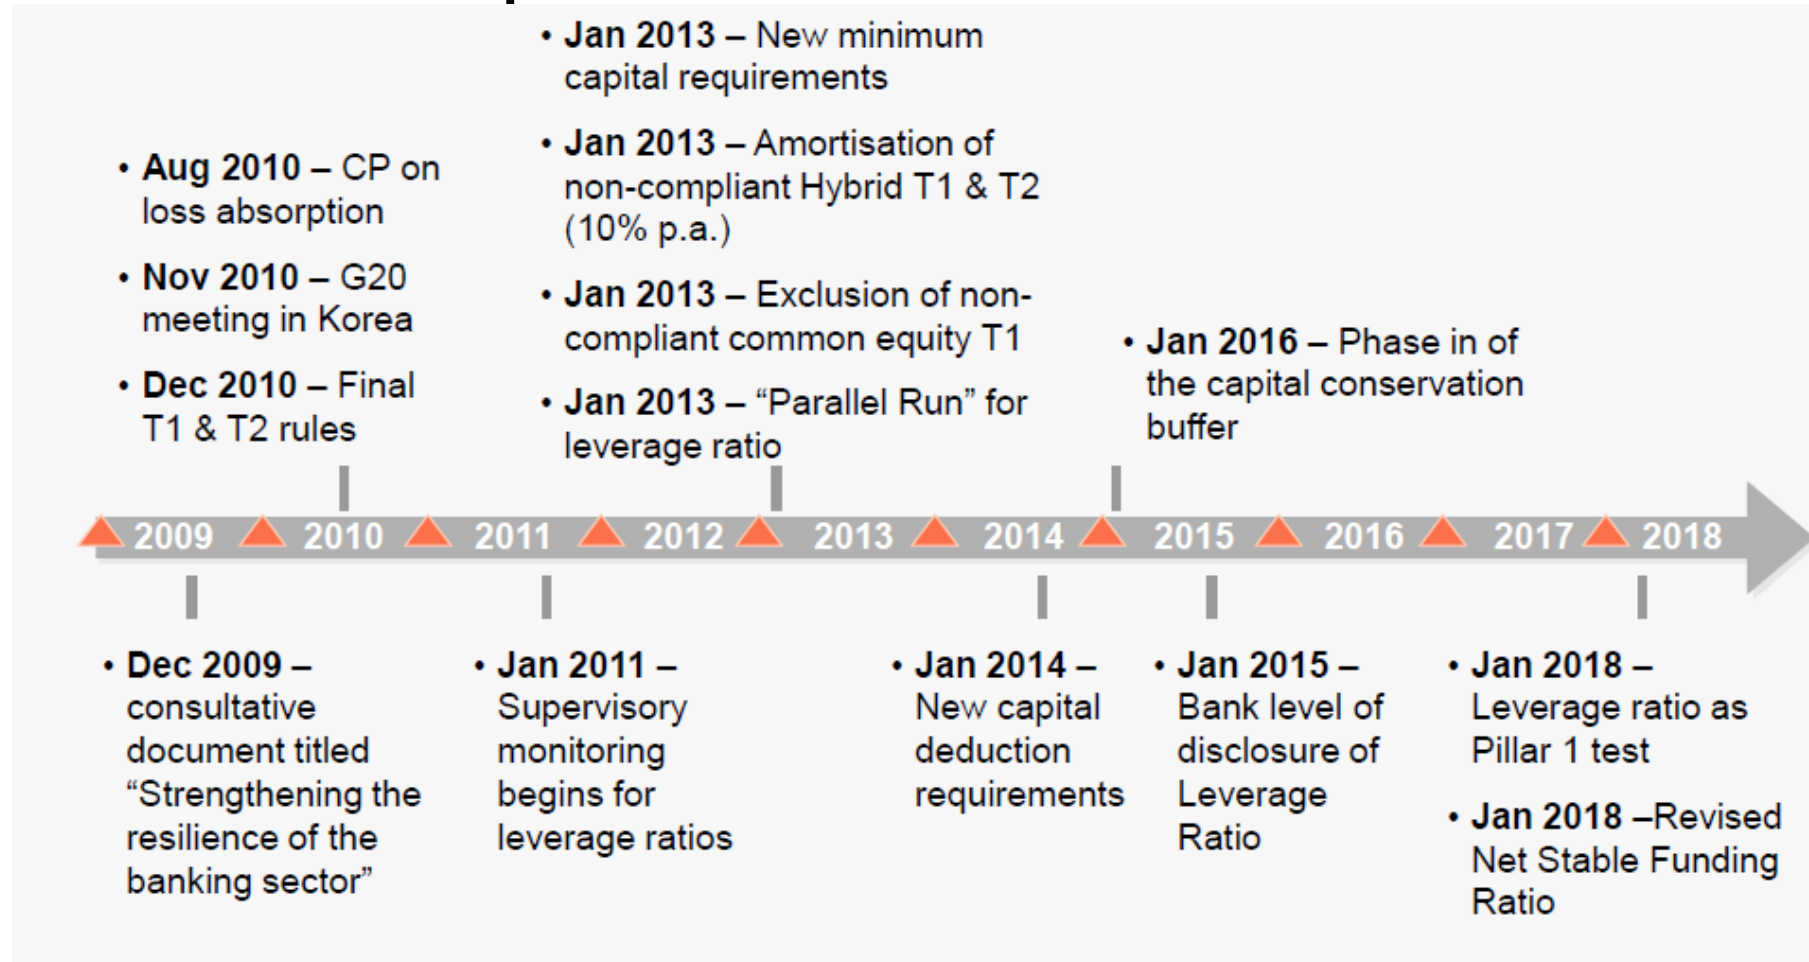 • Aug 2010 – CP on
loss absorption
• Nov 2010 – G20
meeting in Korea
• Dec 2010 – Final
T1 & T2 rules
• Jan 2013 – New minimum
capital requirements
• Jan 2013 – Amortisation of
non-compliant Hybrid T1 & T2
(10% p.a.)
• Jan 2013 – Exclusion of non-
compliant common equity T1
• Jan 2013 – “Parallel Run” for
leverage ratio
• Jan 2016 – Phase in of
the capital conservation
buffer
2009 2010 2011 2012 2013 2014 2015 2016 2017 2018
• Dec 2009 –
consultative
document titled
“Strengthening the
resilience of the
banking sector”
• Jan 2011 –
Supervisory
monitoring
begins for
leverage ratios
• Jan 2014 –
New capital
deduction
requirements
• Jan 2015 –
Bank level of
disclosure of
Leverage
Ratio
• Jan 2018 –
Leverage ratio as
Pillar 1 test
• Jan 2018 –Revised
Net Stable Funding
Ratio